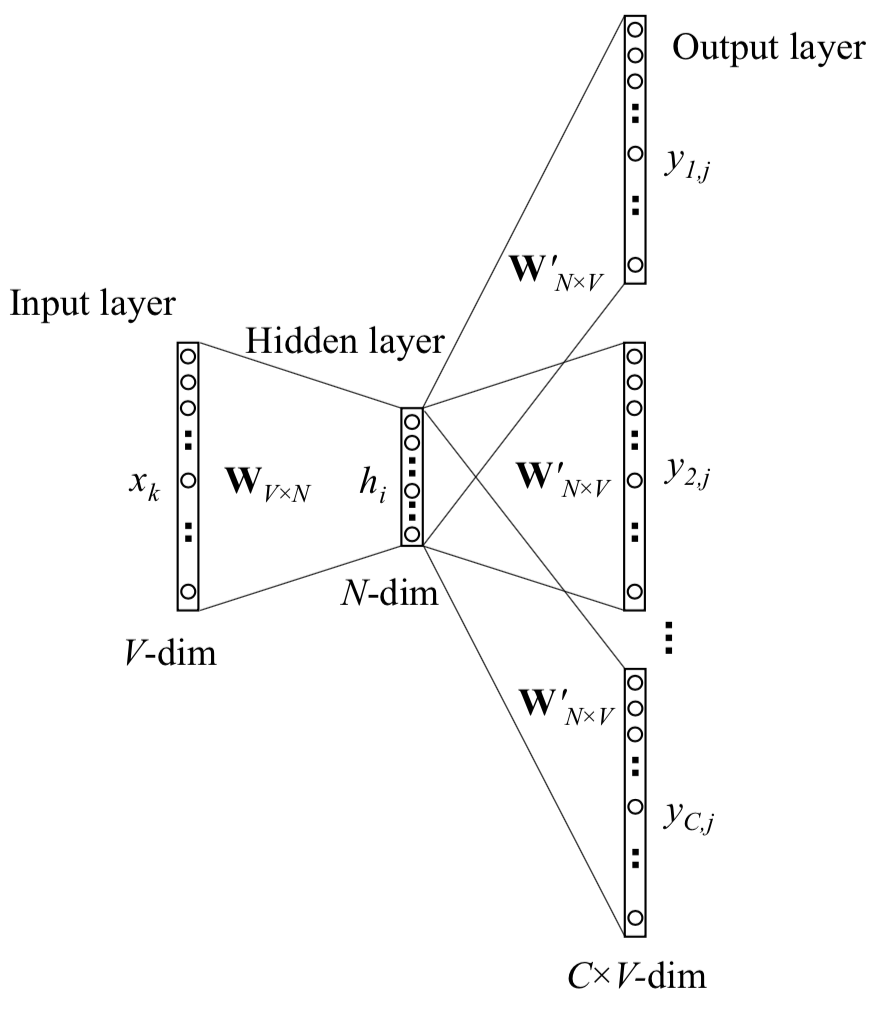 Output layer
y1,j
W'N×V
Input layer
Hidden layer
xk
WV×N
hi
W'N×V
y2,j
N-dim
V-dim
W'N×V
yC,j
C×V-dim